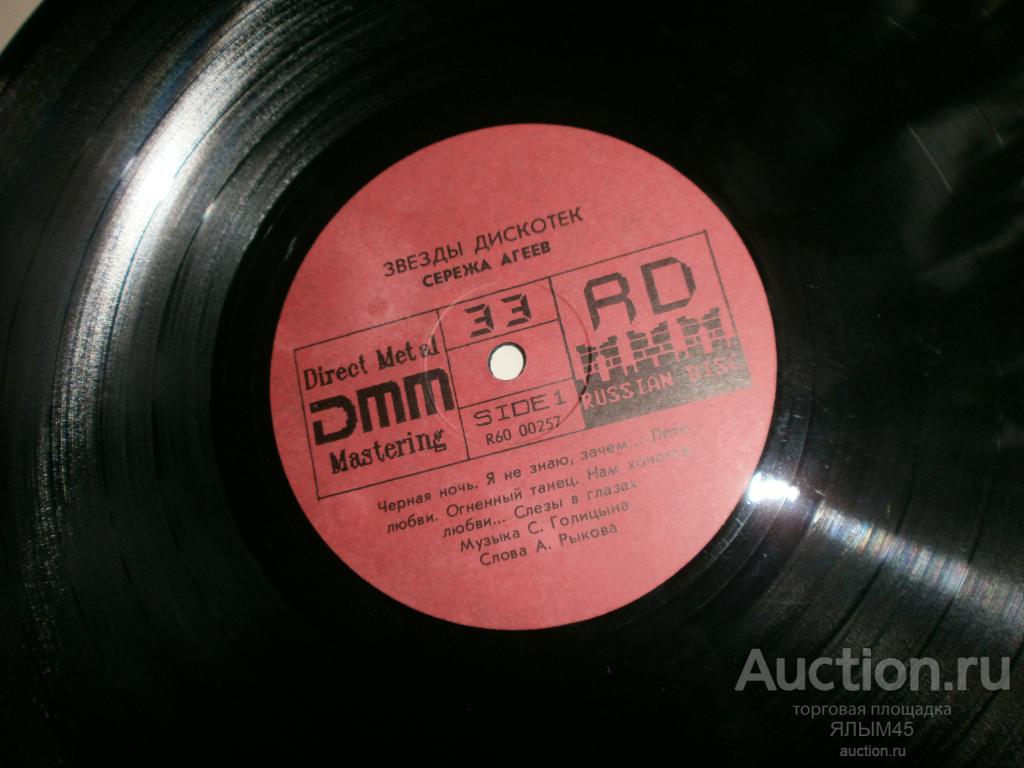 ЗВЕЗДЫ ДИСКОТЕК
СЕРЕЖА АГЕЕВ
Direct Metal
DMM
Mastering
33
SIDE 1
R60 00257
RD
RUSSIAN DISC
Черная ночь. Я не знаю, зачем...
любви. Огненный танец. Нам хочется
любви... Слезы в глазах
Музыка С. Голицына
Слова А. Рыкова
Auction.ru
торговая площадка
ЯЛЫМ45
auction.ru